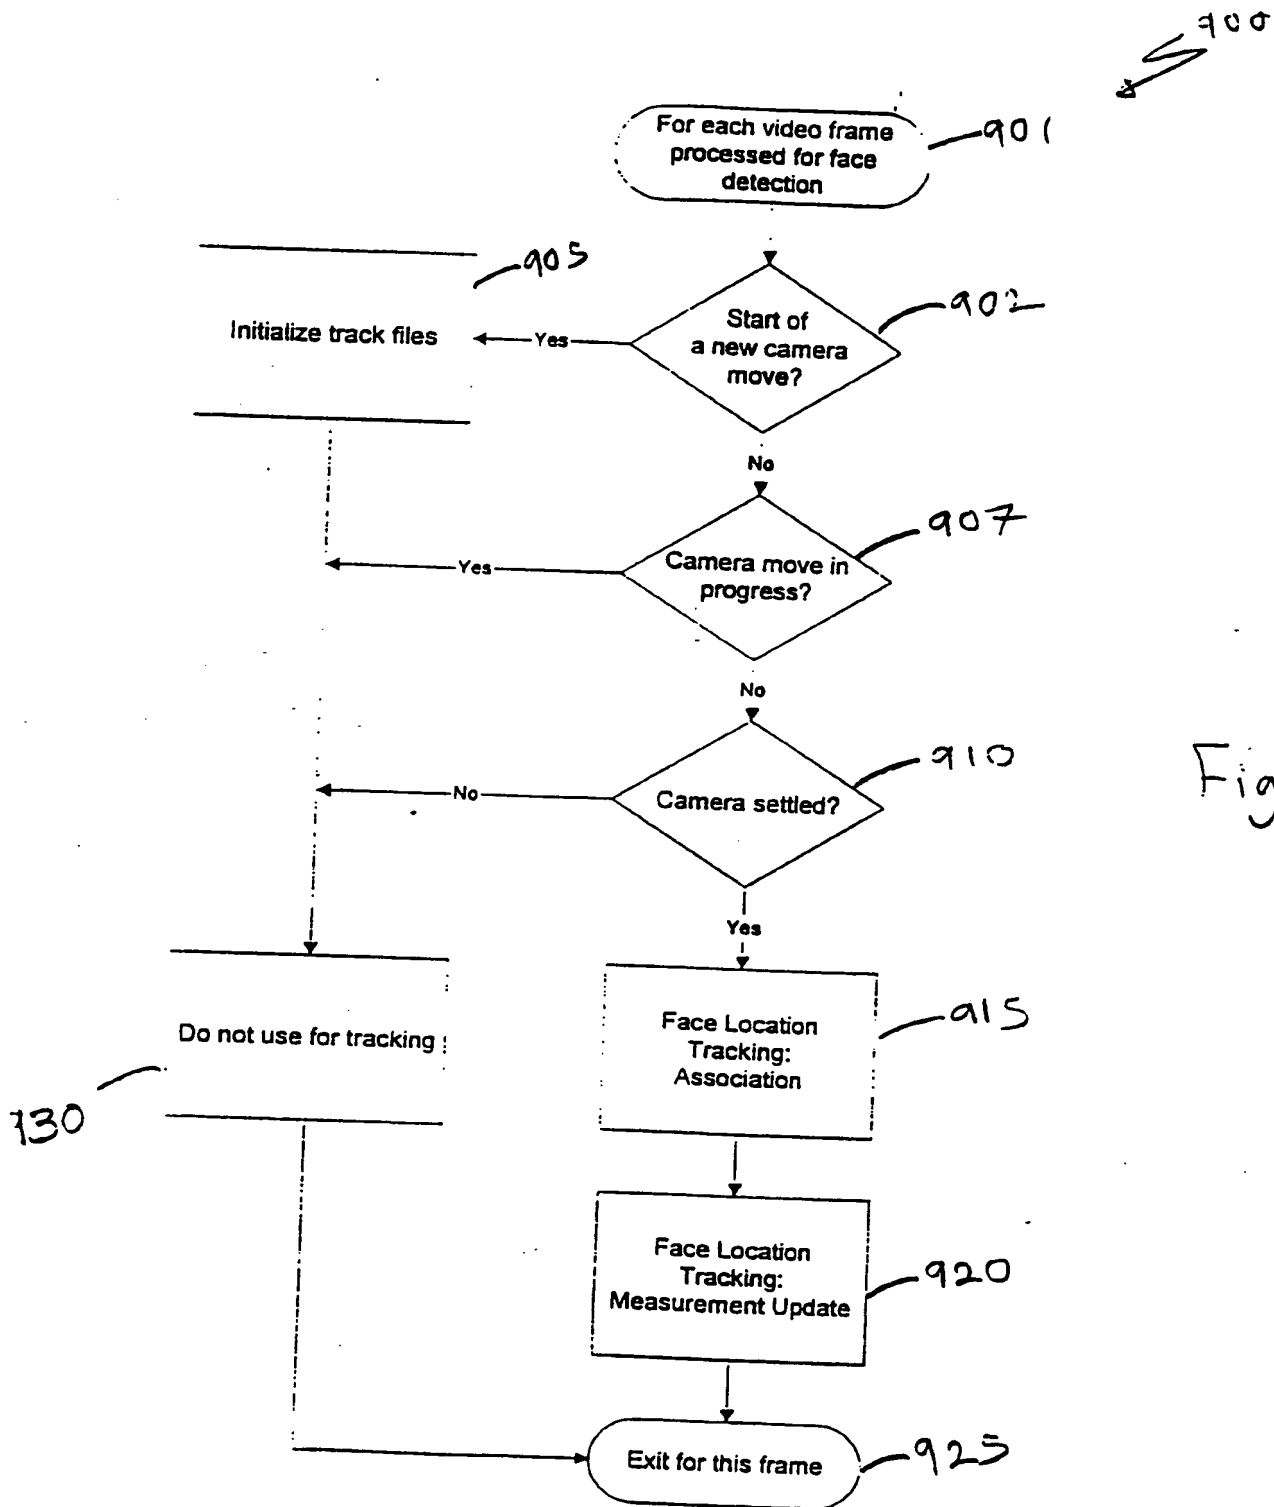 900
For each video frame
processed for face
detection
901
905
Initialize track files
Yes
Start of
a new camera
move?
902
No
Yes
Camera move in
progress?
907
No
No
Camera settled?
910
Fig
Yes
Do not use for tracking
930
Face Location
Tracking:
Association
915
Face Location
Tracking:
Measurement Update
920
Exit for this frame
925